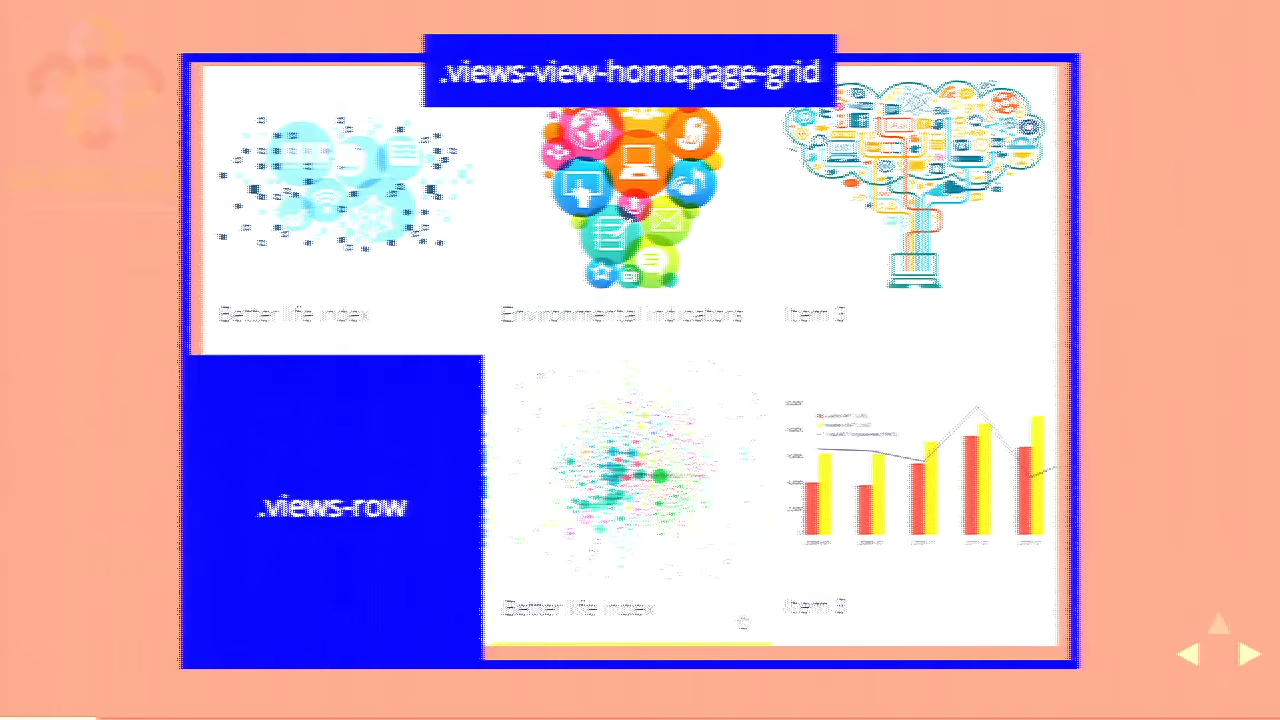 .views-view-homepage-grid
Better life index
Environmental indicators
Item 3
.views-row
Better life index
Item 3